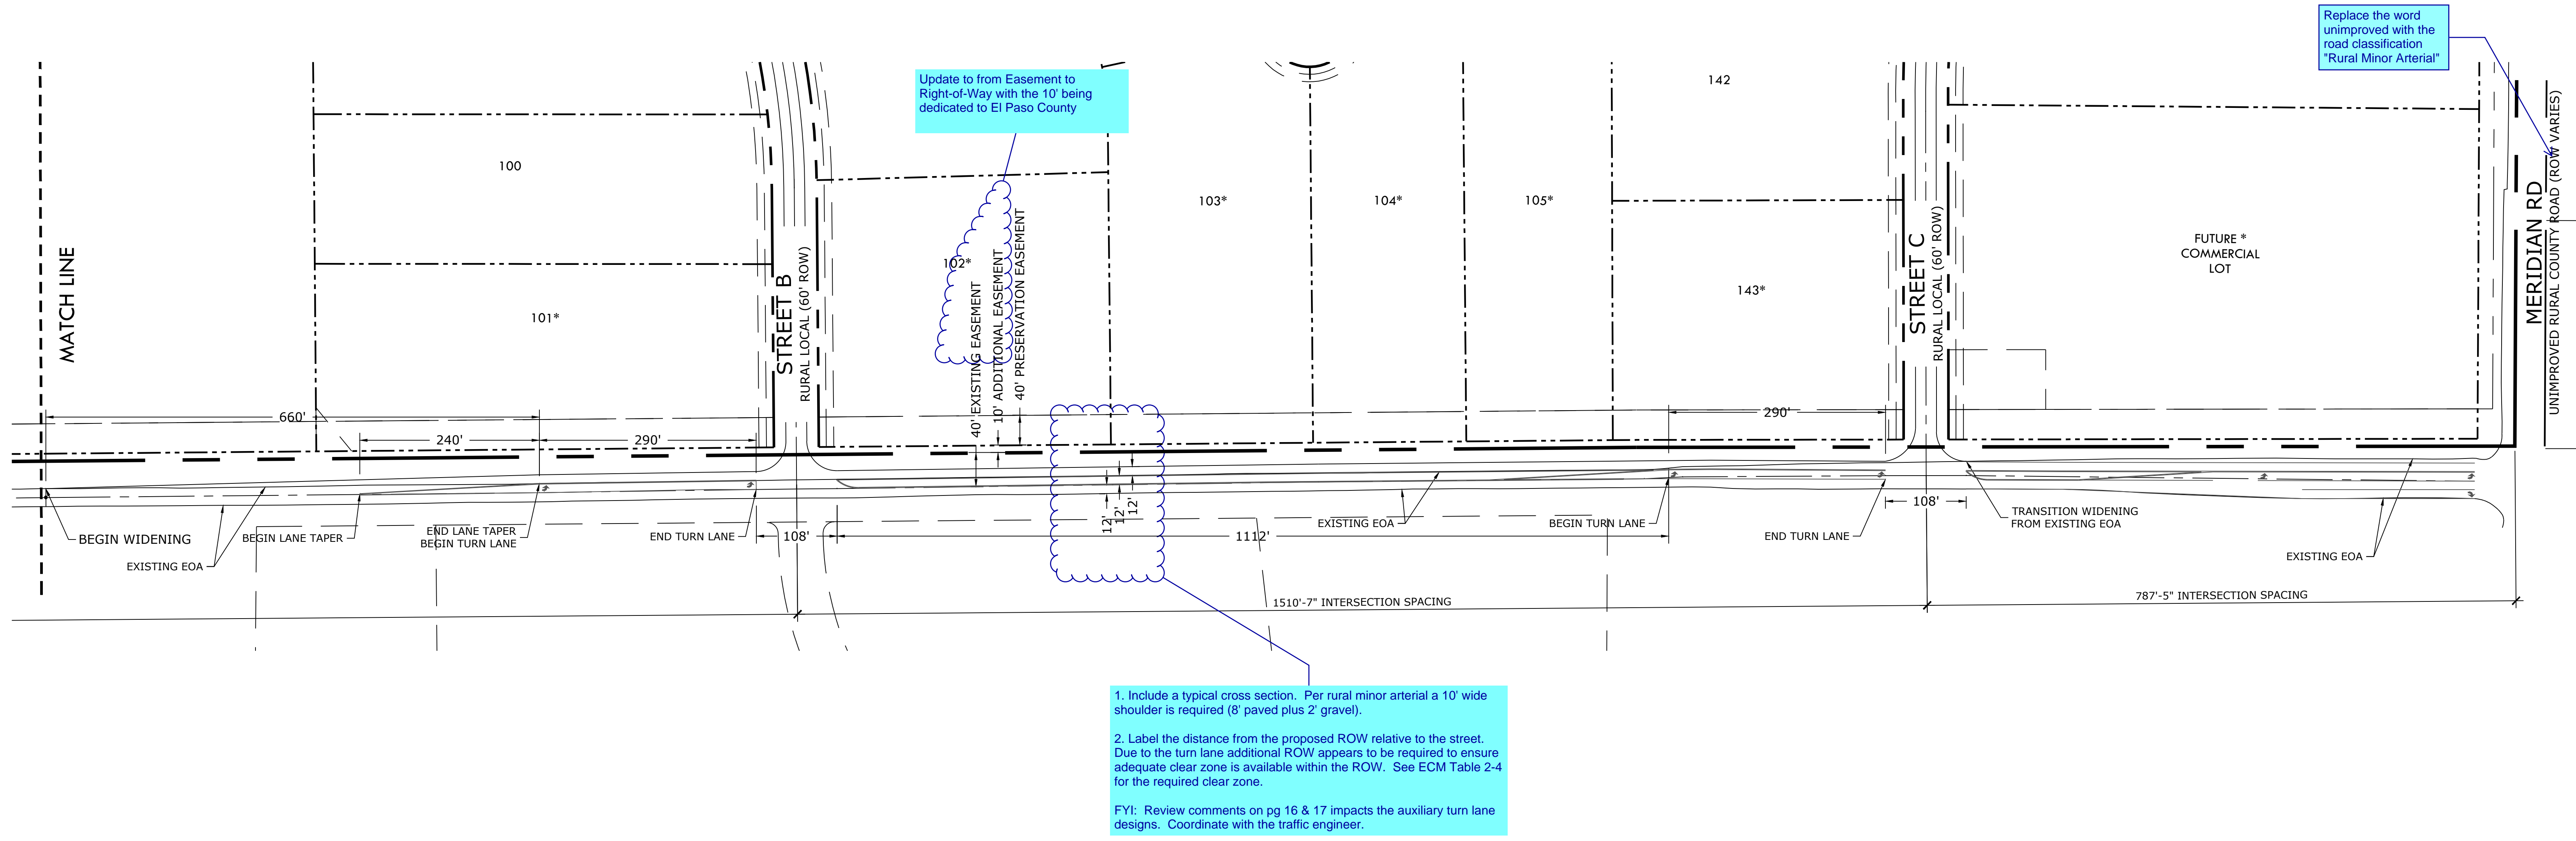 Replace the word
unimproved with the
road classification
"Rural Minor Arterial"
Update to from Easement to
Right-of-Way with the 10' being
dedicated to El Paso County
142
100
103*
104*
105*
102*
101*
143*
FUTURE *
COMMERCIAL
LOT
MATCH LINE
STREET B
RURAL LOCAL (60' ROW)
40' EXISTING EASEMENT
10' ADDITIONAL EASEMENT
40' PRESERVATION EASEMENT
STREET C
RURAL LOCAL (60' ROW)
MERIDIAN RD
UNIMPROVED RURAL COUNTY ROAD (ROW VARIES)
660'
240'
290'
290'
108'
12'
12'
12'
BEGIN WIDENING
EXISTING EOA
BEGIN LANE TAPER
END LANE TAPER
BEGIN TURN LANE
END TURN LANE
108'
1112'
EXISTING EOA
BEGIN TURN LANE
END TURN LANE
TRANSITION WIDENING
FROM EXISTING EOA
EXISTING EOA
1510'-7" INTERSECTION SPACING
787'-5" INTERSECTION SPACING
1. Include a typical cross section.  Per rural minor arterial a 10' wide
shoulder is required (8' paved plus 2' gravel).
2. Label the distance from the proposed ROW relative to the street.
Due to the turn lane additional ROW appears to be required to ensure
adequate clear zone is available within the ROW.  See ECM Table 2-4
for the required clear zone.
FYI:  Review comments on pg 16 & 17 impacts the auxiliary turn lane
designs.  Coordinate with the traffic engineer.